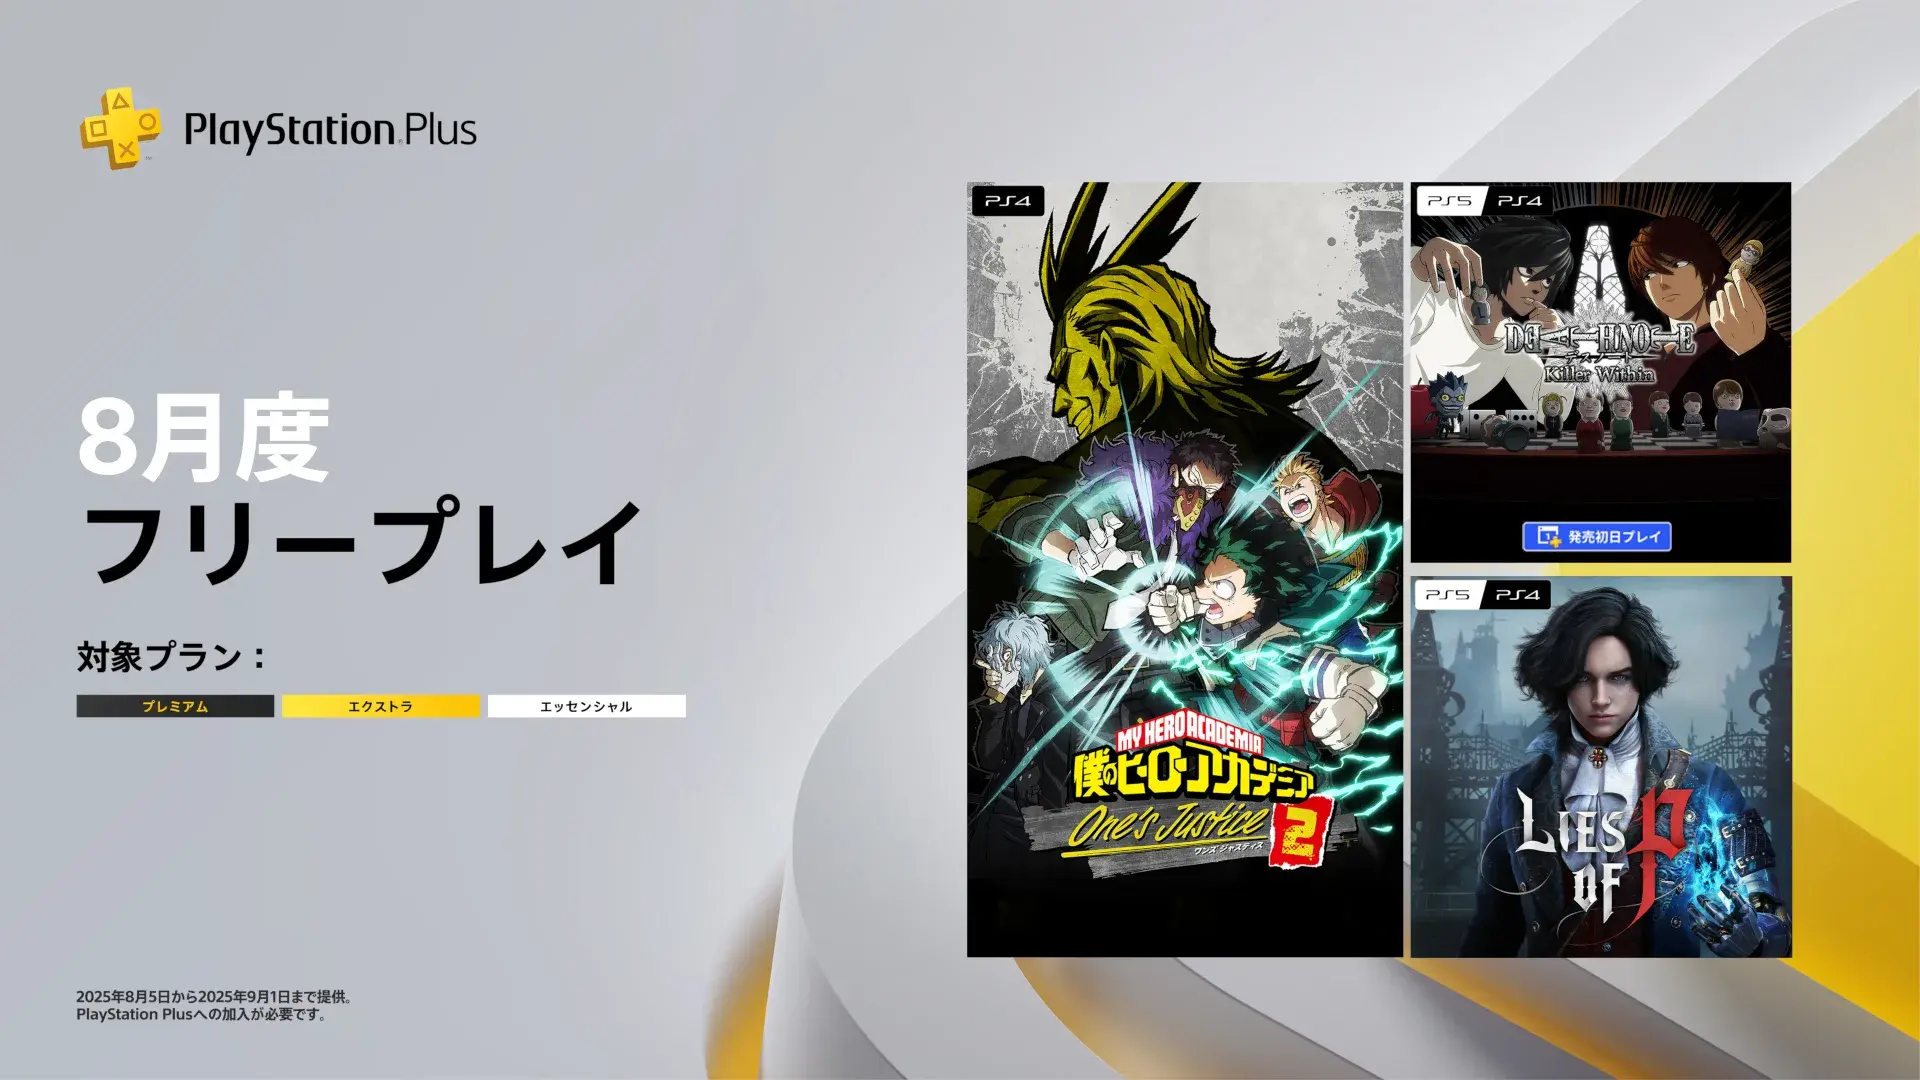 PlayStation.Plus
8月度
フリープレイ
対象プラン：
プレミアム
エクストラ
エッセンシャル
2025年8月5日から2025年9月1日まで提供。
PlayStation Plusへの加入が必要です。
PS4
MY HERO ACADEMIA
僕のヒーローアカデミア
One's Justice 2
ワンズ ジャスティス
PS5 PS4
DEATH NOTE
デスノート
Killer Within
発売初日プレイ
PS5 PS4
LIES
OF P